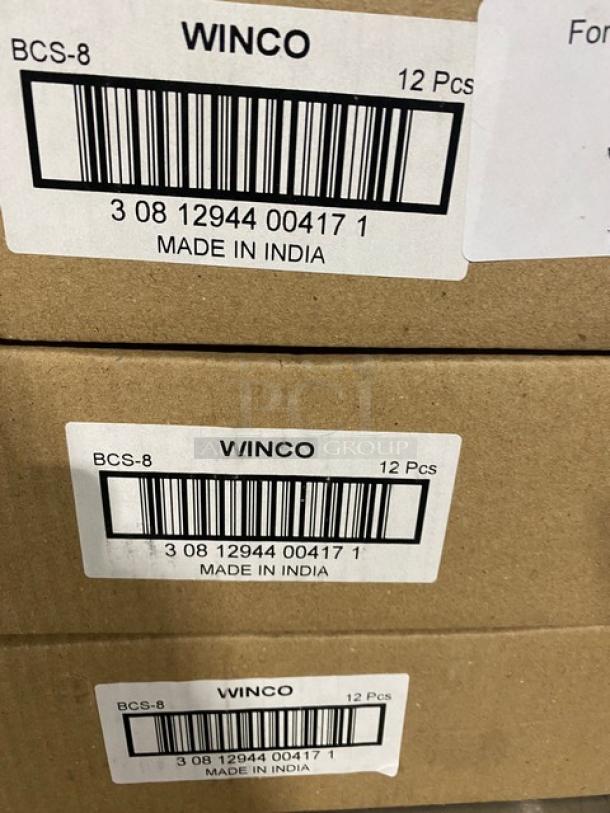 WINCO
BCS-8 12 Pcs
3 08 12944 00417 1
MADE IN INDIA
For
PCI
GROUP
WINCO
BCS-8 12 Pcs
3 08 12944 00417 1
MADE IN INDIA
WINCO
BCS-8 12 Pcs
3 08 12944 00417 1
MADE IN INDIA